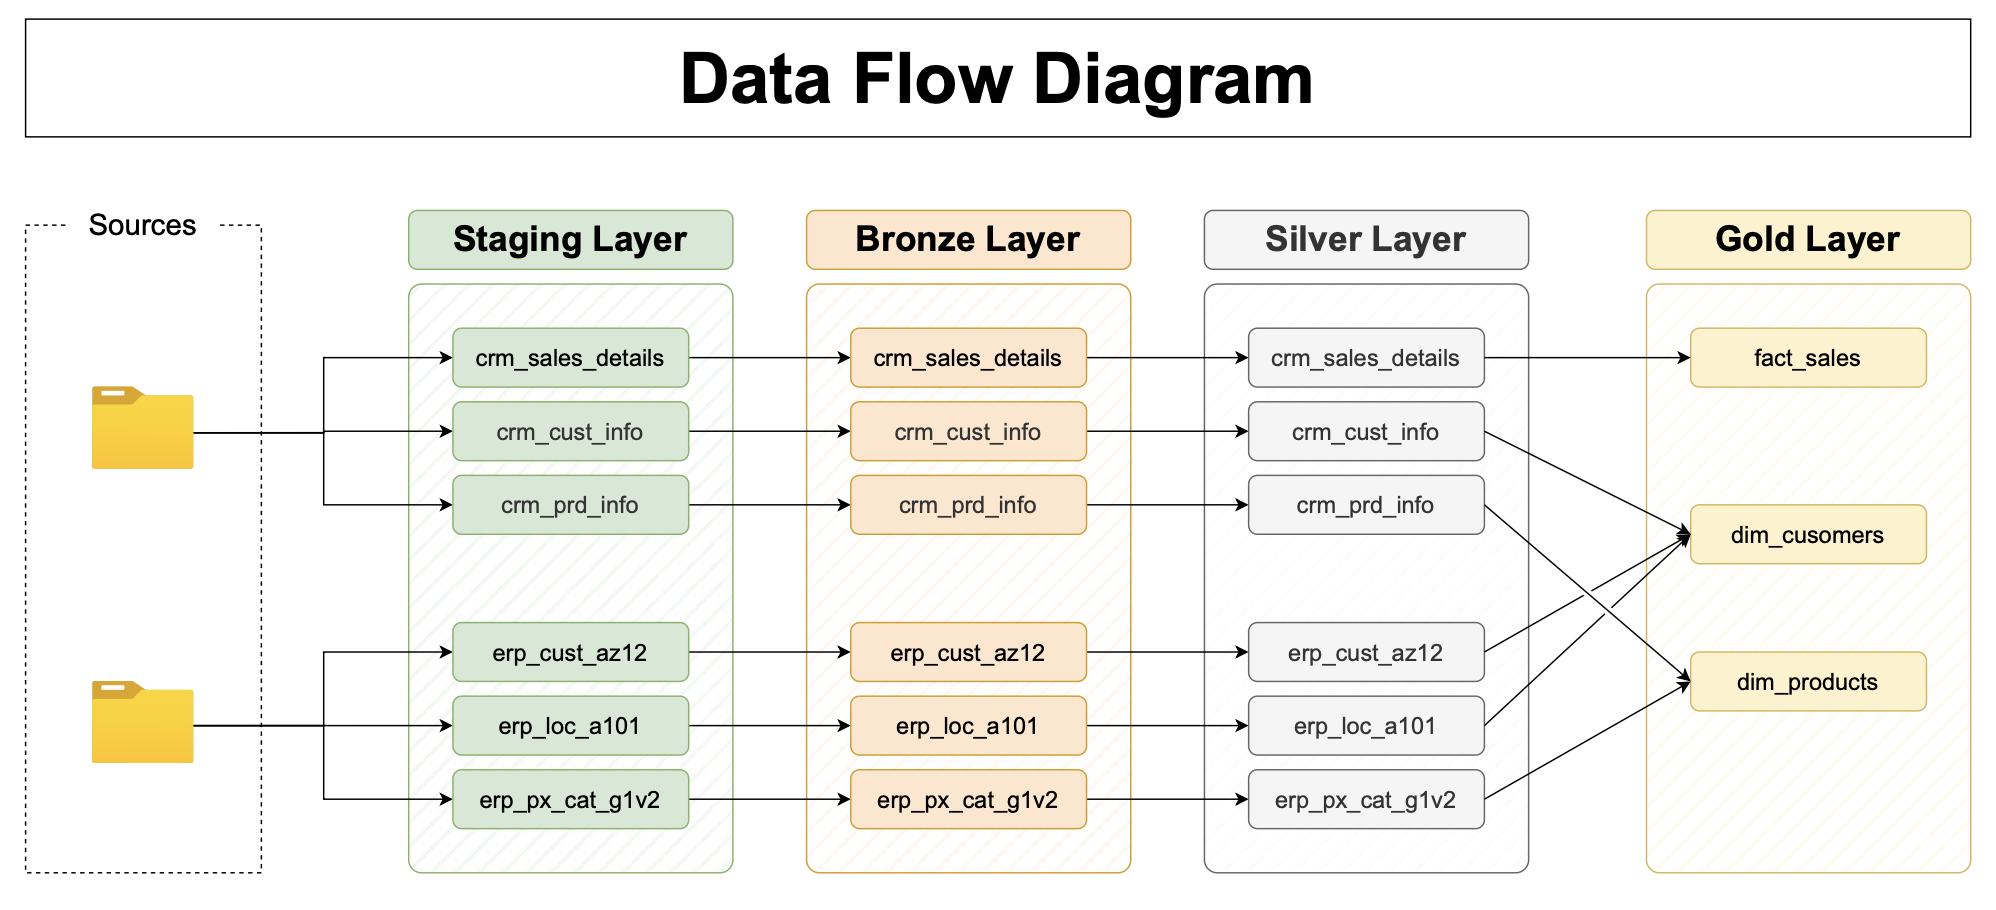 Data Flow Diagram
Sources
Staging Layer
crm_sales_details
crm_cust_info
crm_prd_info
erp_cust_az12
erp_loc_a101
erp_px_cat_g1v2
Bronze Layer
crm_sales_details
crm_cust_info
crm_prd_info
erp_cust_az12
erp_loc_a101
erp_px_cat_g1v2
Silver Layer
crm_sales_details
crm_cust_info
crm_prd_info
erp_cust_az12
erp_loc_a101
erp_px_cat_g1v2
Gold Layer
fact_sales
dim_cusomers
dim_products